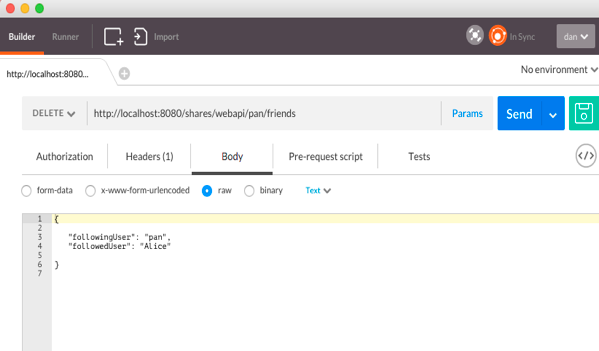 Builder Runner Import In Sync dan
http://localhost:8080...
No environment
DELETE http://localhost:8080/shares/webapi/pan/friends Params Send
Authorization Headers (1) Body Pre-request script Tests </>
form-data x-www-form-urlencoded raw binary Text
1 {
2
3 "followingUser": "pan",
4 "followedUser": "Alice"
5
6 }
7